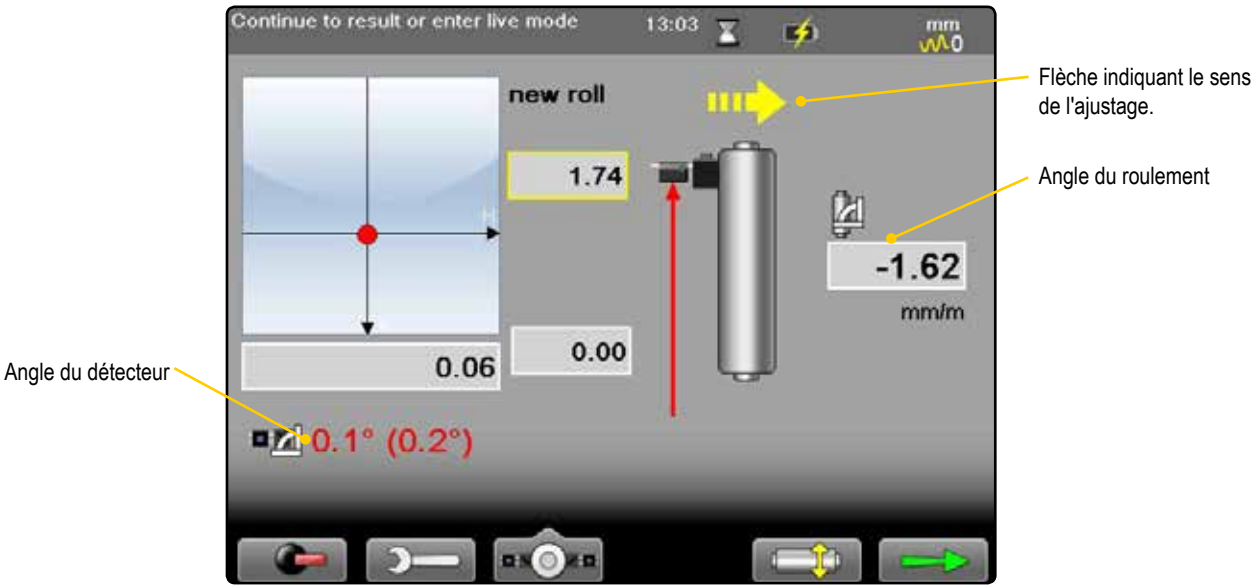 Continue to result or enter live mode
13:03
mm
0
Flèche indiquant le sens
de l'ajustage.
new roll
1.74
Angle du roulement
H
-1.62
mm/m
0.00
0.06
Angle du détecteur
0.1° (0.2°)